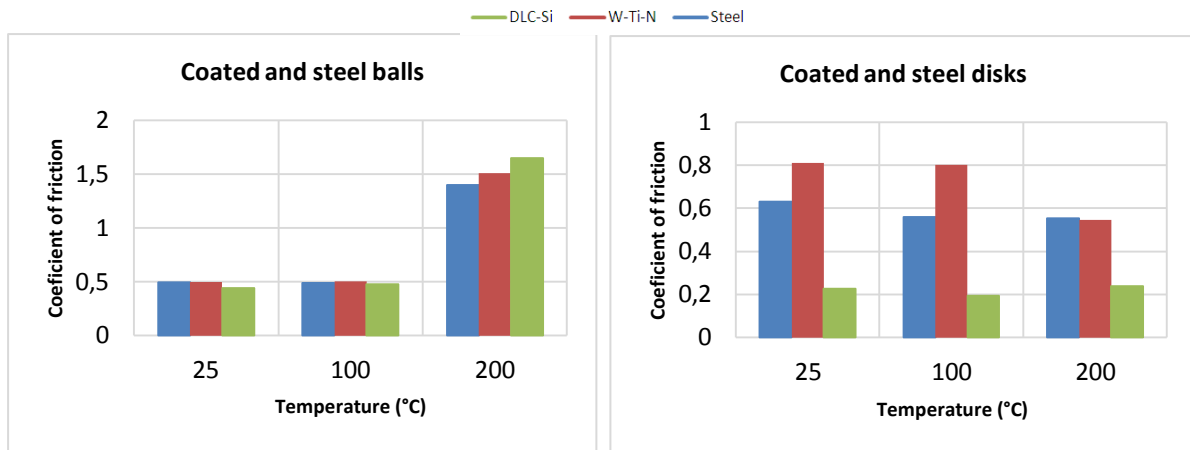 DLC-Si W-Ti-N Steel
Coated and steel balls
Coeficient of friction
2
1,5
1
0,5
0
25 100 200
Temperature (°C)
Coated and steel disks
Coeficient of friction
1
0,8
0,6
0,4
0,2
0
25 100 200
Temperature (°C)